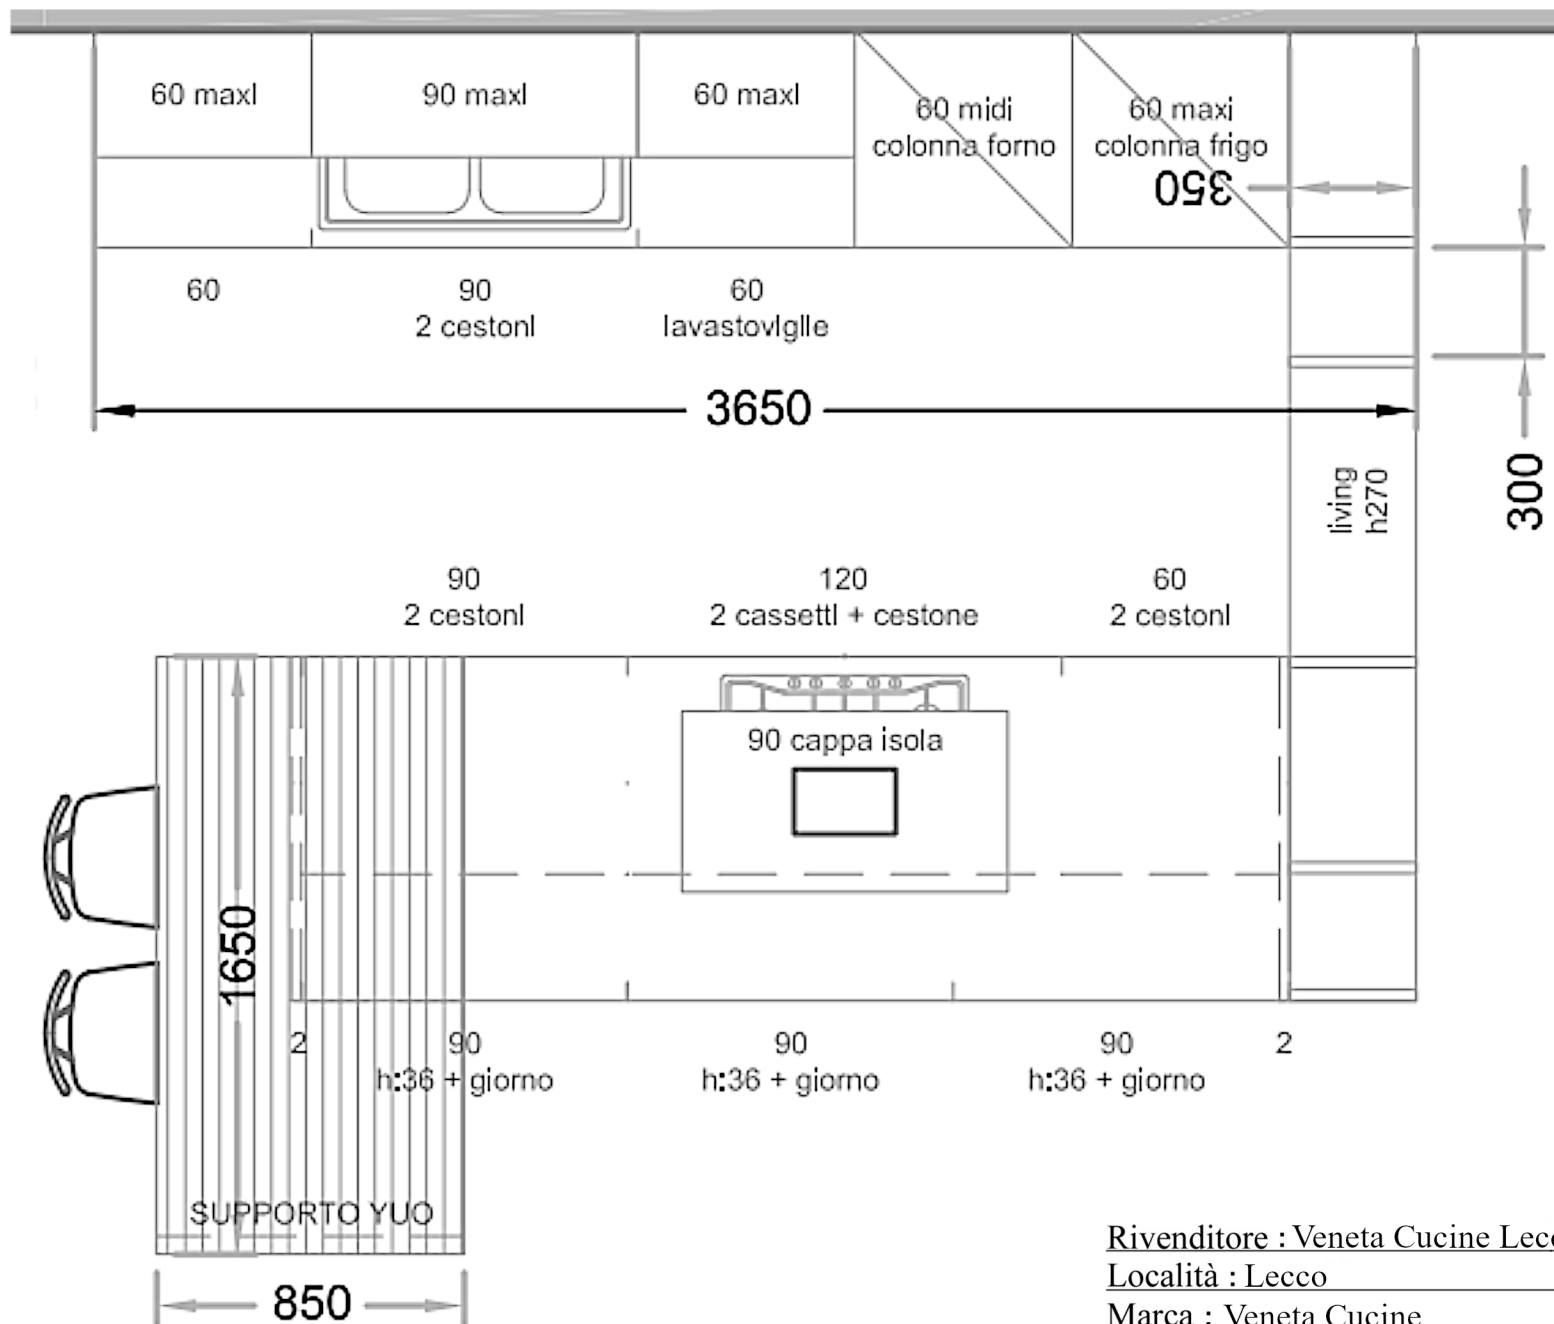 60 maxl
90 maxl
60 maxl
60 midi
colonna forno
60 maxi
colonna frigo
350
60
90
2 cestonl
60
lavastovlglle
3650
300
living
h270
90
2 cestonl
120
2 cassettl + cestone
60
2 cestonl
90 cappa isola
1650
2
90
h:36 + giorno
90
h:36 + giorno
90
h:36 + giorno
2
SUPPORTO YUO
850
Rivenditore : Veneta Cucine Lecc
Località : Lecco
Marca : Veneta Cucine